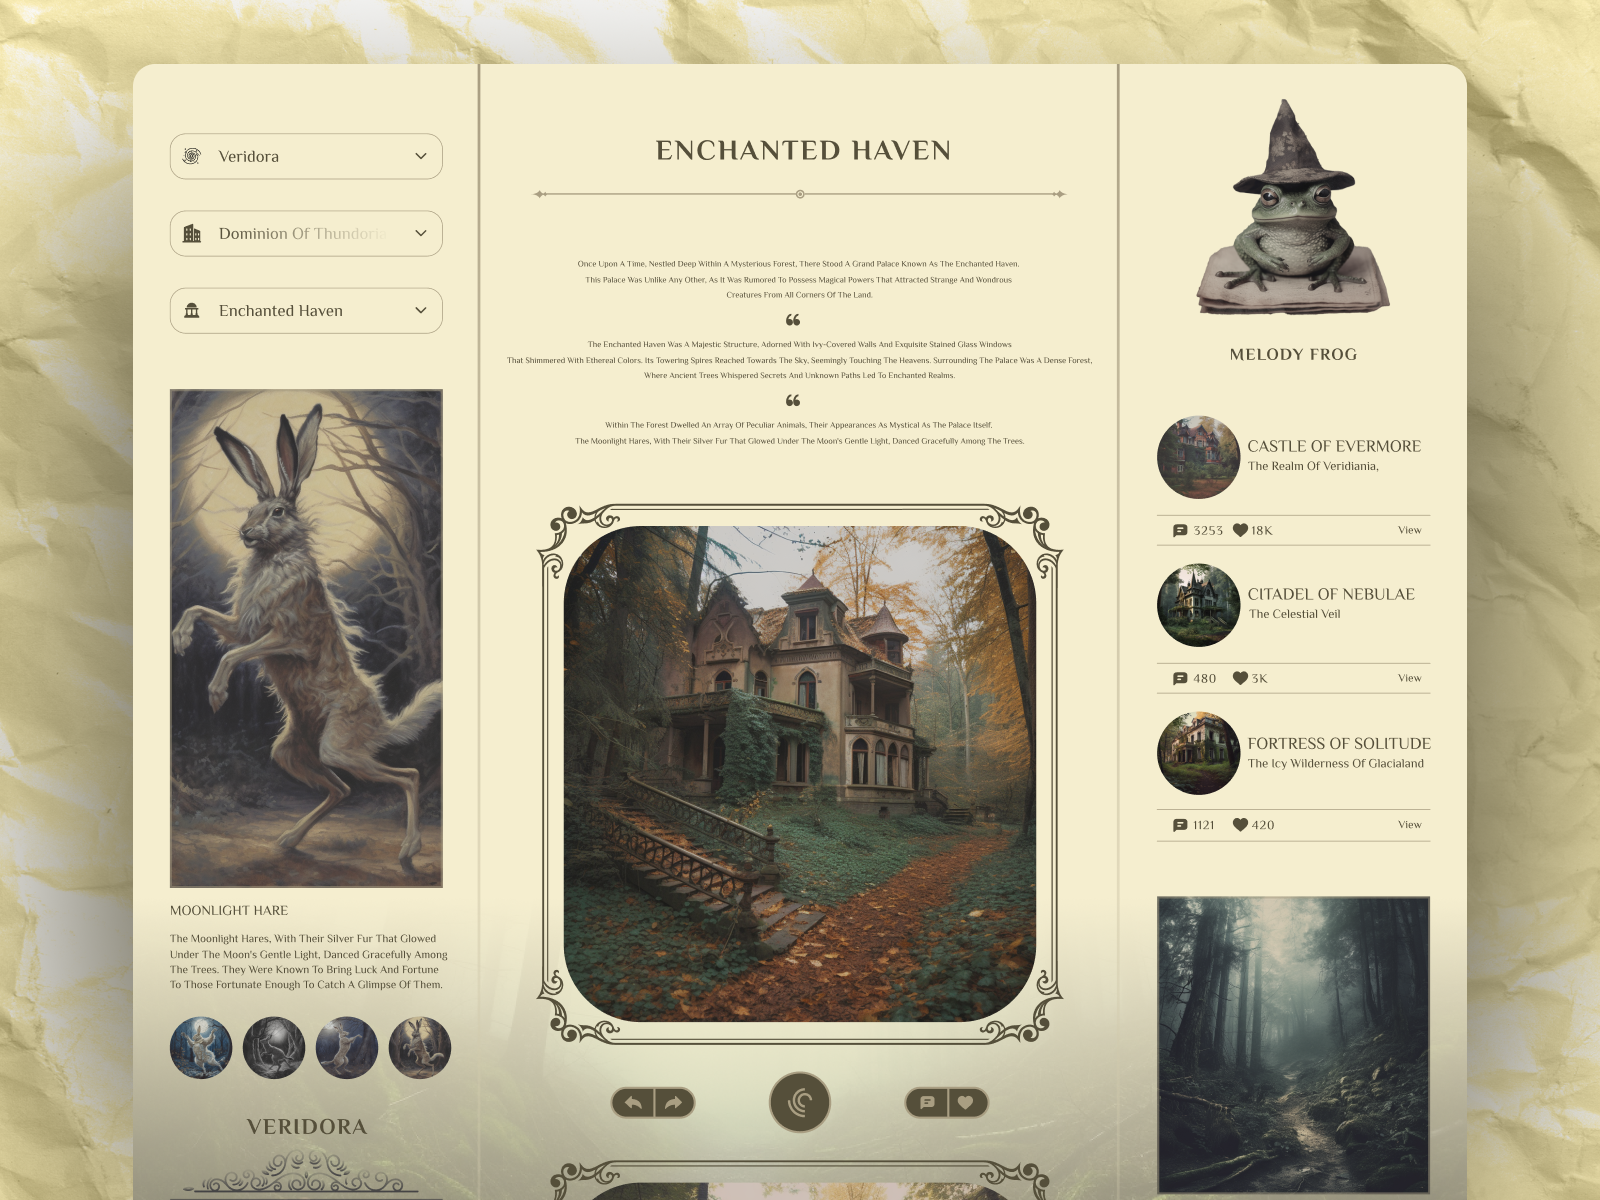 Veridora
Dominion Of Thundoria
Enchanted Haven
MOONLIGHT HARE
The Moonlight Hares, With Their Silver Fur That Glowed
Under The Moon's Gentle Light, Danced Gracefully Among
The Trees. They Were Known To Bring Luck And Fortune
To Those Fortunate Enough To Catch A Glimpse Of Them.
VERIDORA
ENCHANTED HAVEN
Once Upon A Time, Nestled Deep Within A Mysterious Forest, There Stood A Grand Palace Known As The Enchanted Haven.
This Palace Was Unlike Any Other, As It Was Rumored To Possess Magical Powers That Attracted Strange And Wondrous
Creatures From All Corners Of The Land.
❝
The Enchanted Haven Was A Majestic Structure, Adorned With Ivy-Covered Walls And Exquisite Stained Glass Windows
That Shimmered With Ethereal Colors. Its Towering Spires Reached Towards The Sky, Seemingly Touching The Heavens. Surrounding The Palace Was A Dense Forest,
Where Ancient Trees Whispered Secrets And Unknown Paths Led To Enchanted Realms.
❝
Within The Forest Dwelled An Array Of Peculiar Animals, Their Appearances As Mystical As The Palace Itself.
The Moonlight Hares, With Their Silver Fur That Glowed Under The Moon's Gentle Light, Danced Gracefully Among The Trees.
MELODY FROG
CASTLE OF EVERMORE
The Realm Of Veridiania,
3253 18K View
CITADEL OF NEBULAE
The Celestial Veil
480 3K View
FORTRESS OF SOLITUDE
The Icy Wilderness Of Glacialand
1121 420 View